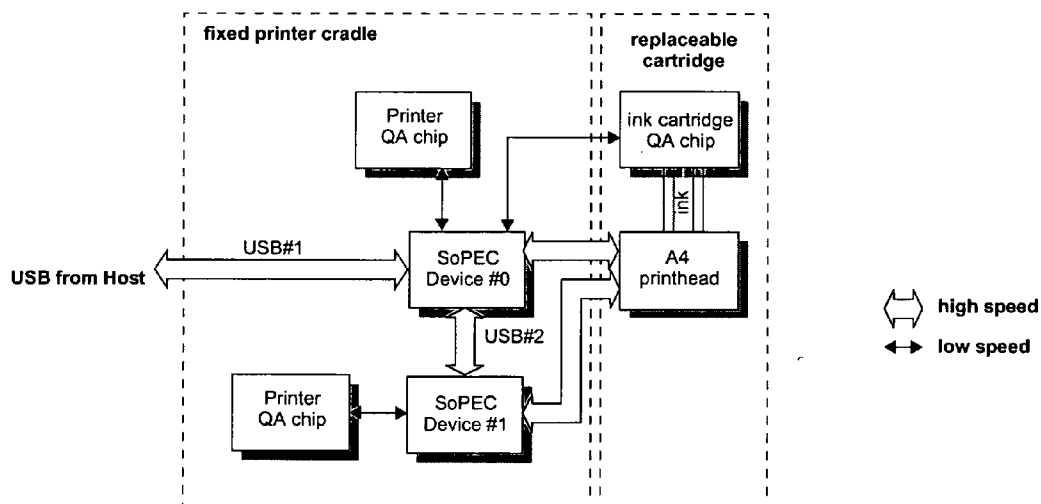 fixed printer cradle
replaceable
cartridge
Printer
QA chip
ink cartridge
QA chip
ink
USB#1
USB from Host
SoPEC
Device #0
A4
printhead
high speed
low speed
USB#2
Printer
QA chip
SoPEC
Device #1